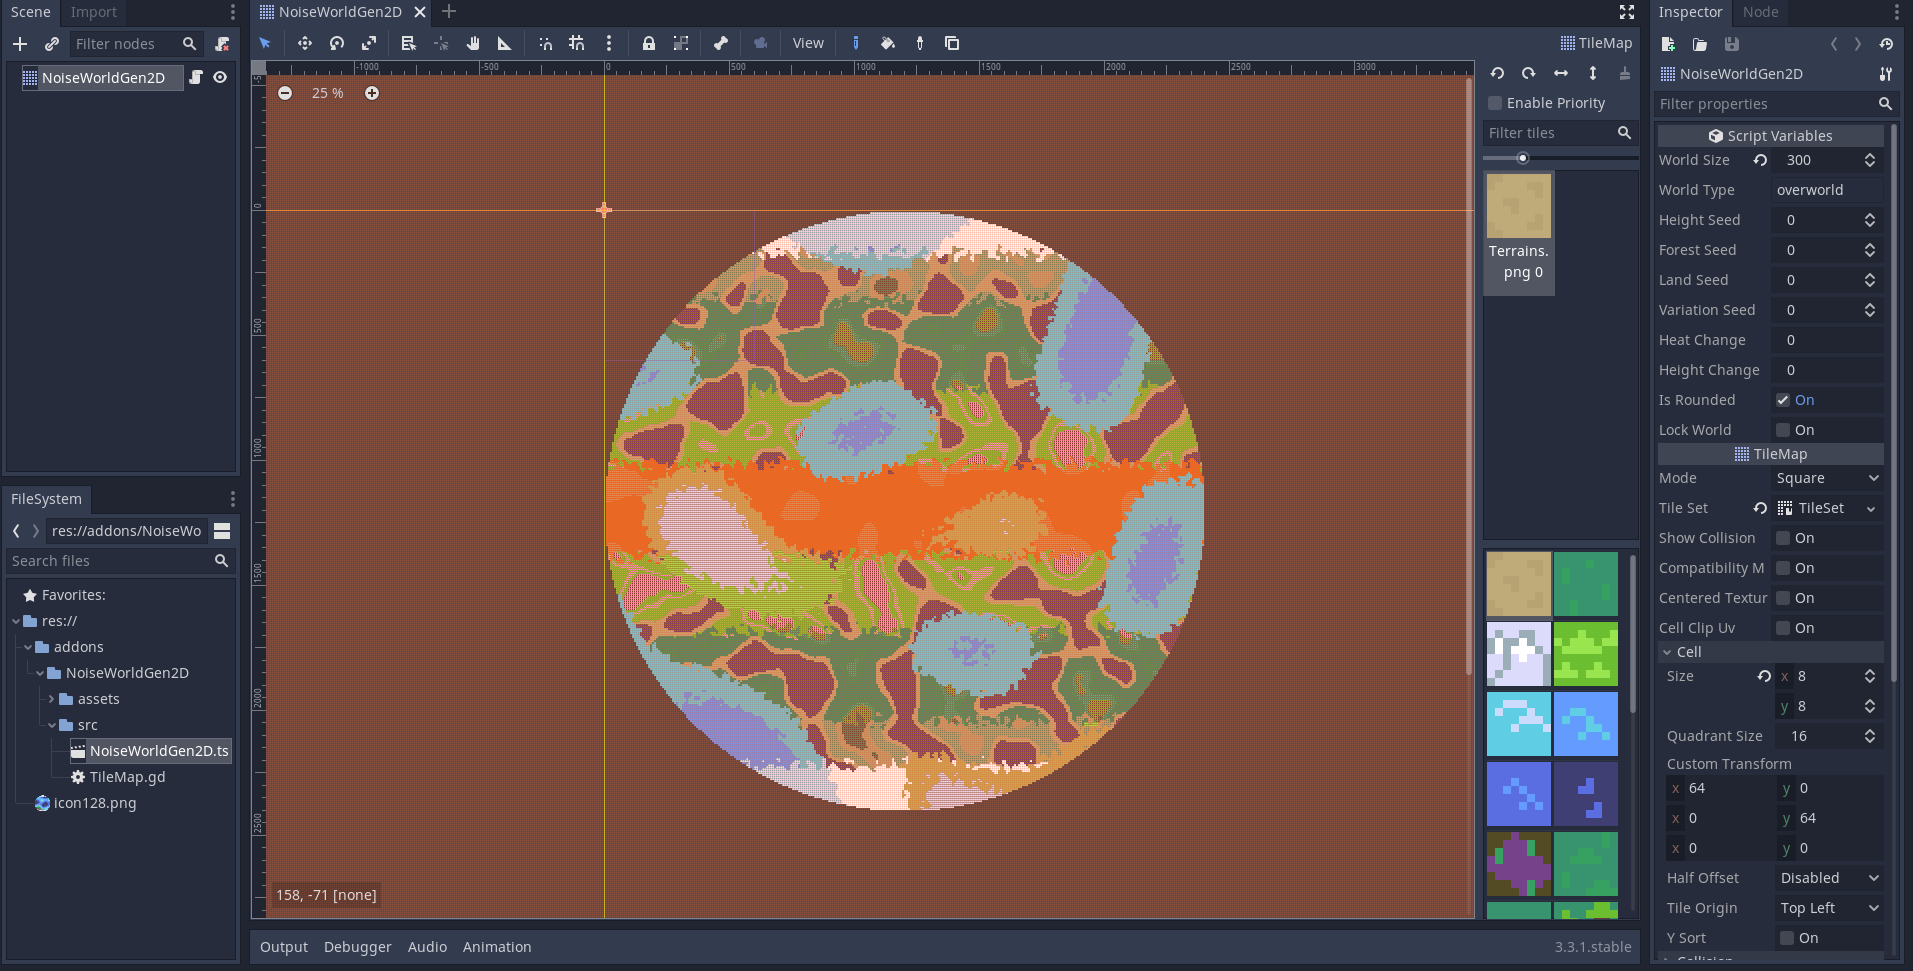 Scene
Import
Filter nodes
NoiseWorldGen2D
FileSystem
res://addons/NoiseWo
Search files
Favorites:
res://
addons
NoiseWorldGen2D
assets
src
NoiseWorldGen2D.ts
TileMap.gd
icon128.png
NoiseWorldGen2D
View
TileMap
-1000
-500
0
500
1000
1500
2000
2500
3000
-5
0
500
1000
1500
2000
2500
25 %
158, -71 [none]
Enable Priority
Filter tiles
Terrains.
png 0
Output
Debugger
Audio
Animation
3.3.1.stable
Inspector
Node
NoiseWorldGen2D
Filter properties
Script Variables
World Size 300
World Type overworld
Height Seed 0
Forest Seed 0
Land Seed 0
Variation Seed 0
Heat Change 0
Height Change 0
Is Rounded On
Lock World On
TileMap
Mode Square
Tile Set TileSet
Show Collision On
Compatibility M On
Centered Textur On
Cell Clip Uv On
Cell
Size x 8
y 8
Quadrant Size 16
Custom Transform
x 64 y 0
x 0 y 64
x 0 y 0
Half Offset Disabled
Tile Origin Top Left
Y Sort On